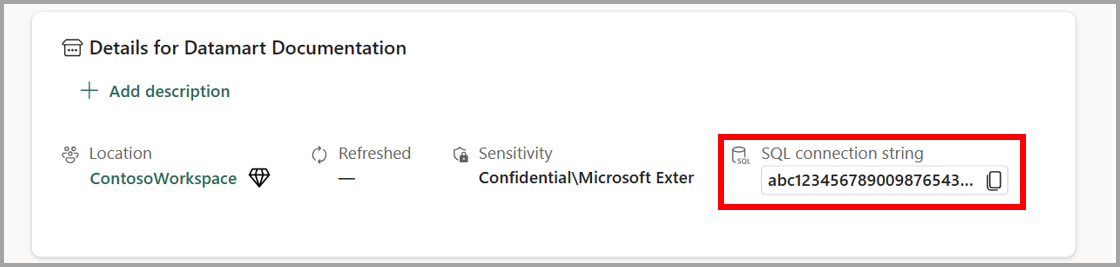 Details for Datamart Documentation
Add description
Location
ContosoWorkspace
Refreshed
—
Sensitivity
Confidential\Microsoft Exter
SQL
SQL connection string
abc123456789009876543...